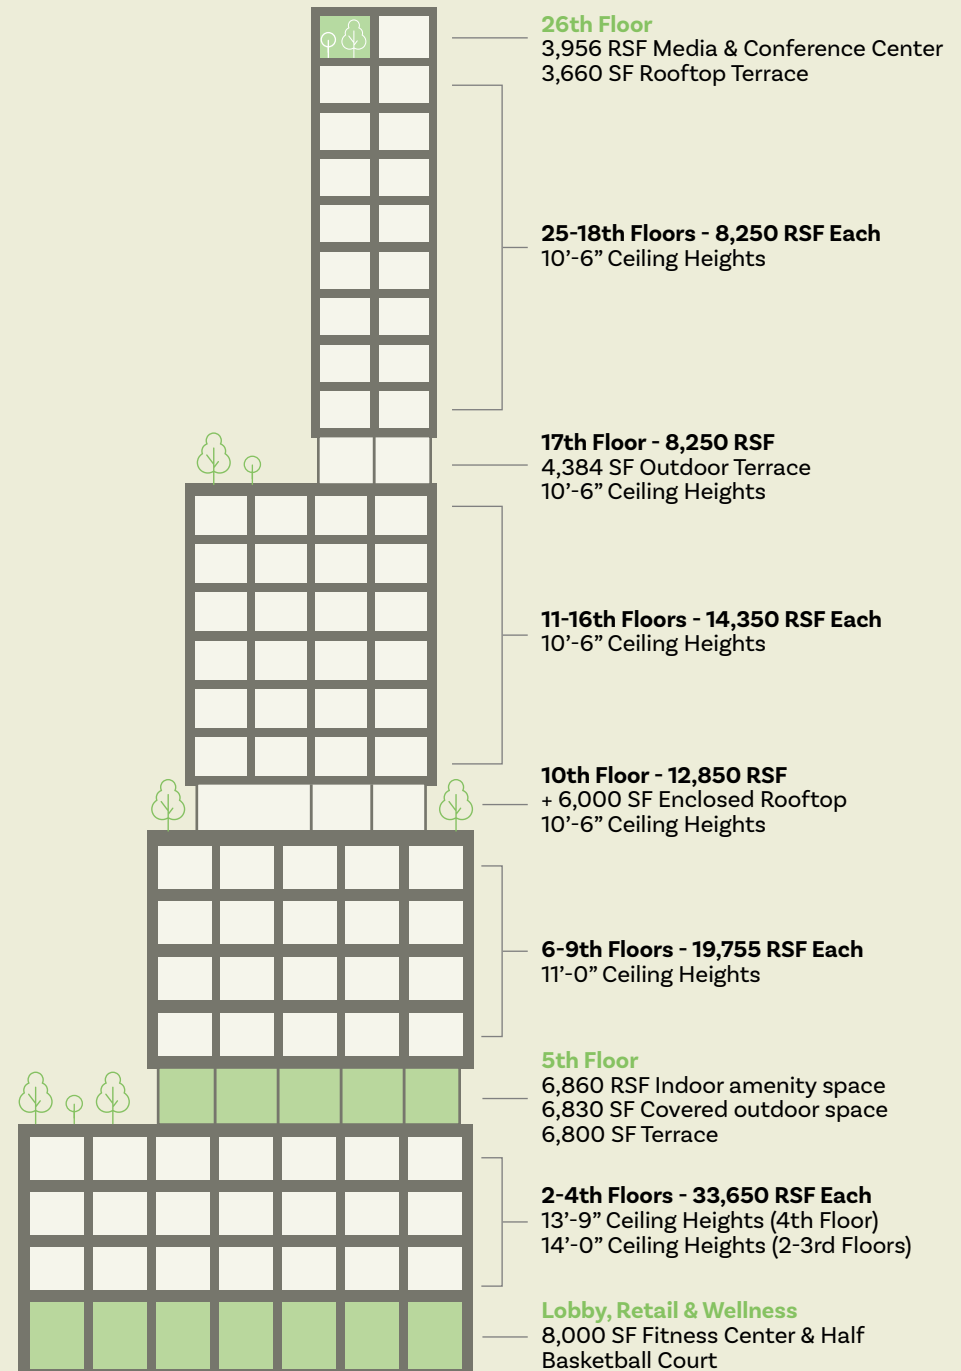 26th Floor
3,956 RSF Media & Conference Center
3,660 SF Rooftop Terrace
25-18th Floors - 8,250 RSF Each
10’-6” Ceiling Heights
17th Floor - 8,250 RSF
4,384 SF Outdoor Terrace
10’-6” Ceiling Heights
11-16th Floors - 14,350 RSF Each
10’-6” Ceiling Heights
10th Floor - 12,850 RSF
+ 6,000 SF Enclosed Rooftop
10’-6” Ceiling Heights
6-9th Floors - 19,755 RSF Each
11’-0” Ceiling Heights
5th Floor
6,860 RSF Indoor amenity space
6,830 SF Covered outdoor space
6,800 SF Terrace
2-4th Floors - 33,650 RSF Each
13’-9” Ceiling Heights (4th Floor)
14’-0” Ceiling Heights (2-3rd Floors)
Lobby, Retail & Wellness
8,000 SF Fitness Center & Half
Basketball Court